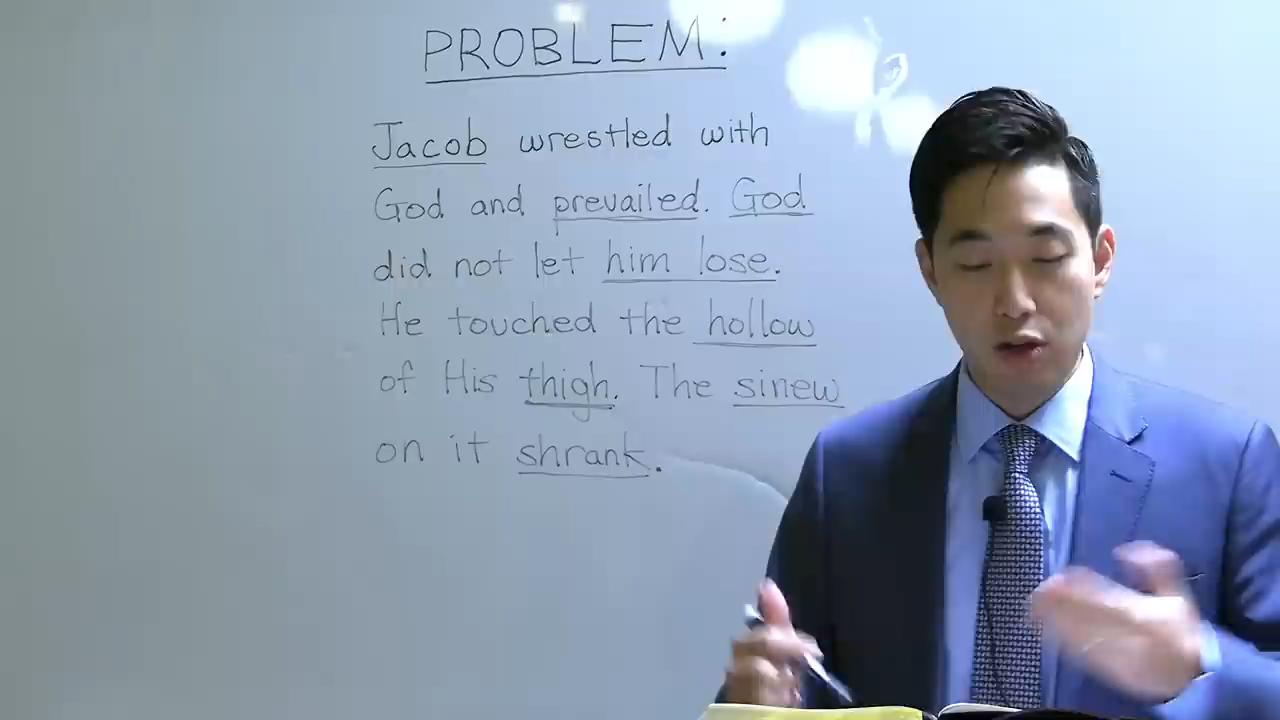 PROBLEM:
Jacob wrestled with
God and prevailed. God
did not let him lose.
He touched the hollow
of His thigh. The sinew
on it shrank.